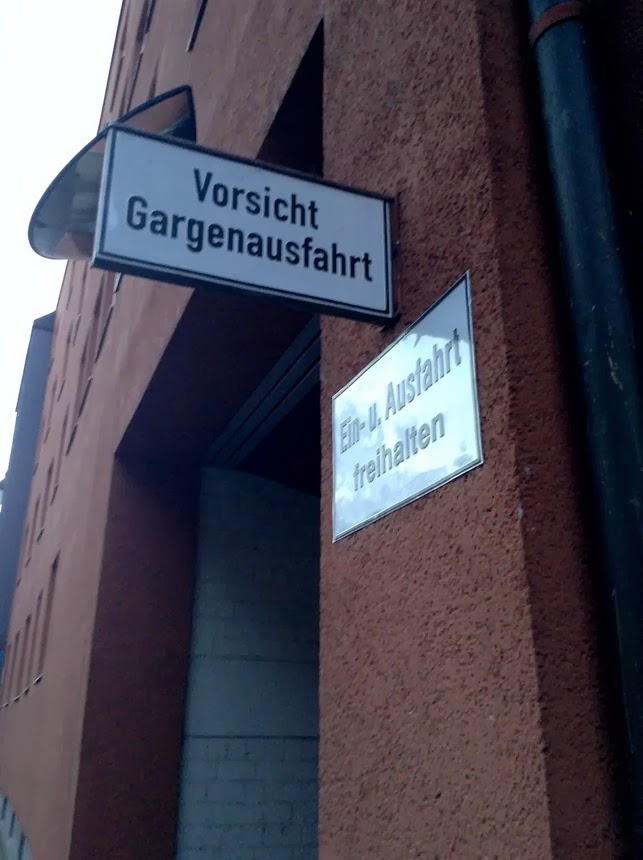 Vorsicht
Gargenausfahrt
Ein- u. Ausfahrt
freihalten